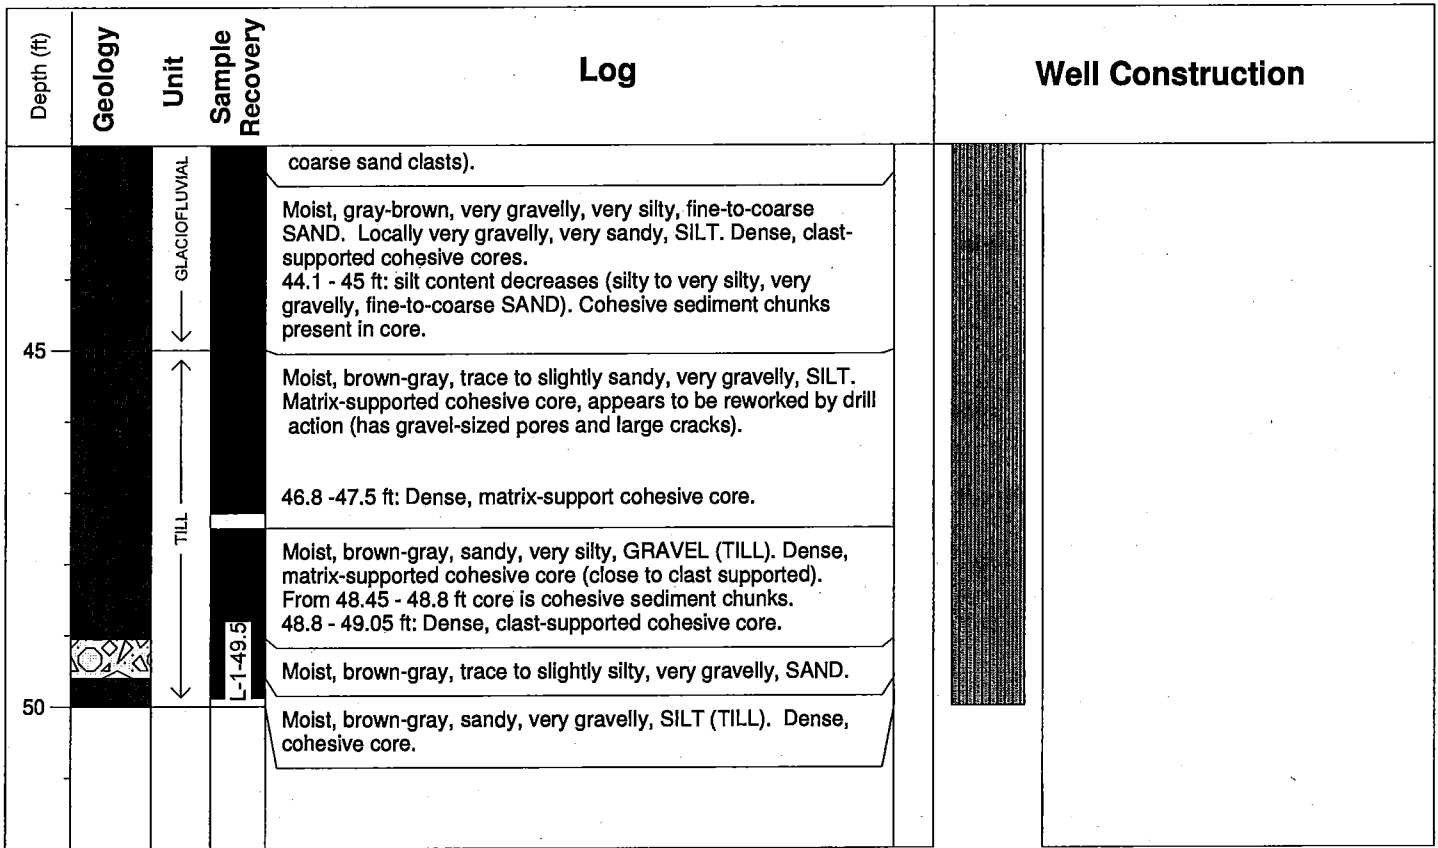 Depth (ft)
Geology
Unit
Sample
Recovery
Log
Well Construction
GLACIOFLUVIAL
coarse sand clasts).
Moist, gray-brown, very gravelly, very silty, fine-to-coarse
SAND. Locally very gravelly, very sandy, SILT. Dense, clast-
supported cohesive cores.
44.1 - 45 ft: silt content decreases (silty to very silty, very
gravelly, fine-to-coarse SAND). Cohesive sediment chunks
present in core.
45
Moist, brown-gray, trace to slightly sandy, very gravelly, SILT.
Matrix-supported cohesive core, appears to be reworked by drill
action (has gravel-sized pores and large cracks).
46.8 -47.5 ft: Dense, matrix-support cohesive core.
TILL
Moist, brown-gray, sandy, very silty, GRAVEL (TILL). Dense,
matrix-supported cohesive core (close to clast supported).
From 48.45 - 48.8 ft core is cohesive sediment chunks.
48.8 - 49.05 ft: Dense, clast-supported cohesive core.
L-1-49.5
Moist, brown-gray, trace to slightly silty, very gravelly, SAND.
50
Moist, brown-gray, sandy, very gravelly, SILT (TILL). Dense,
cohesive core.